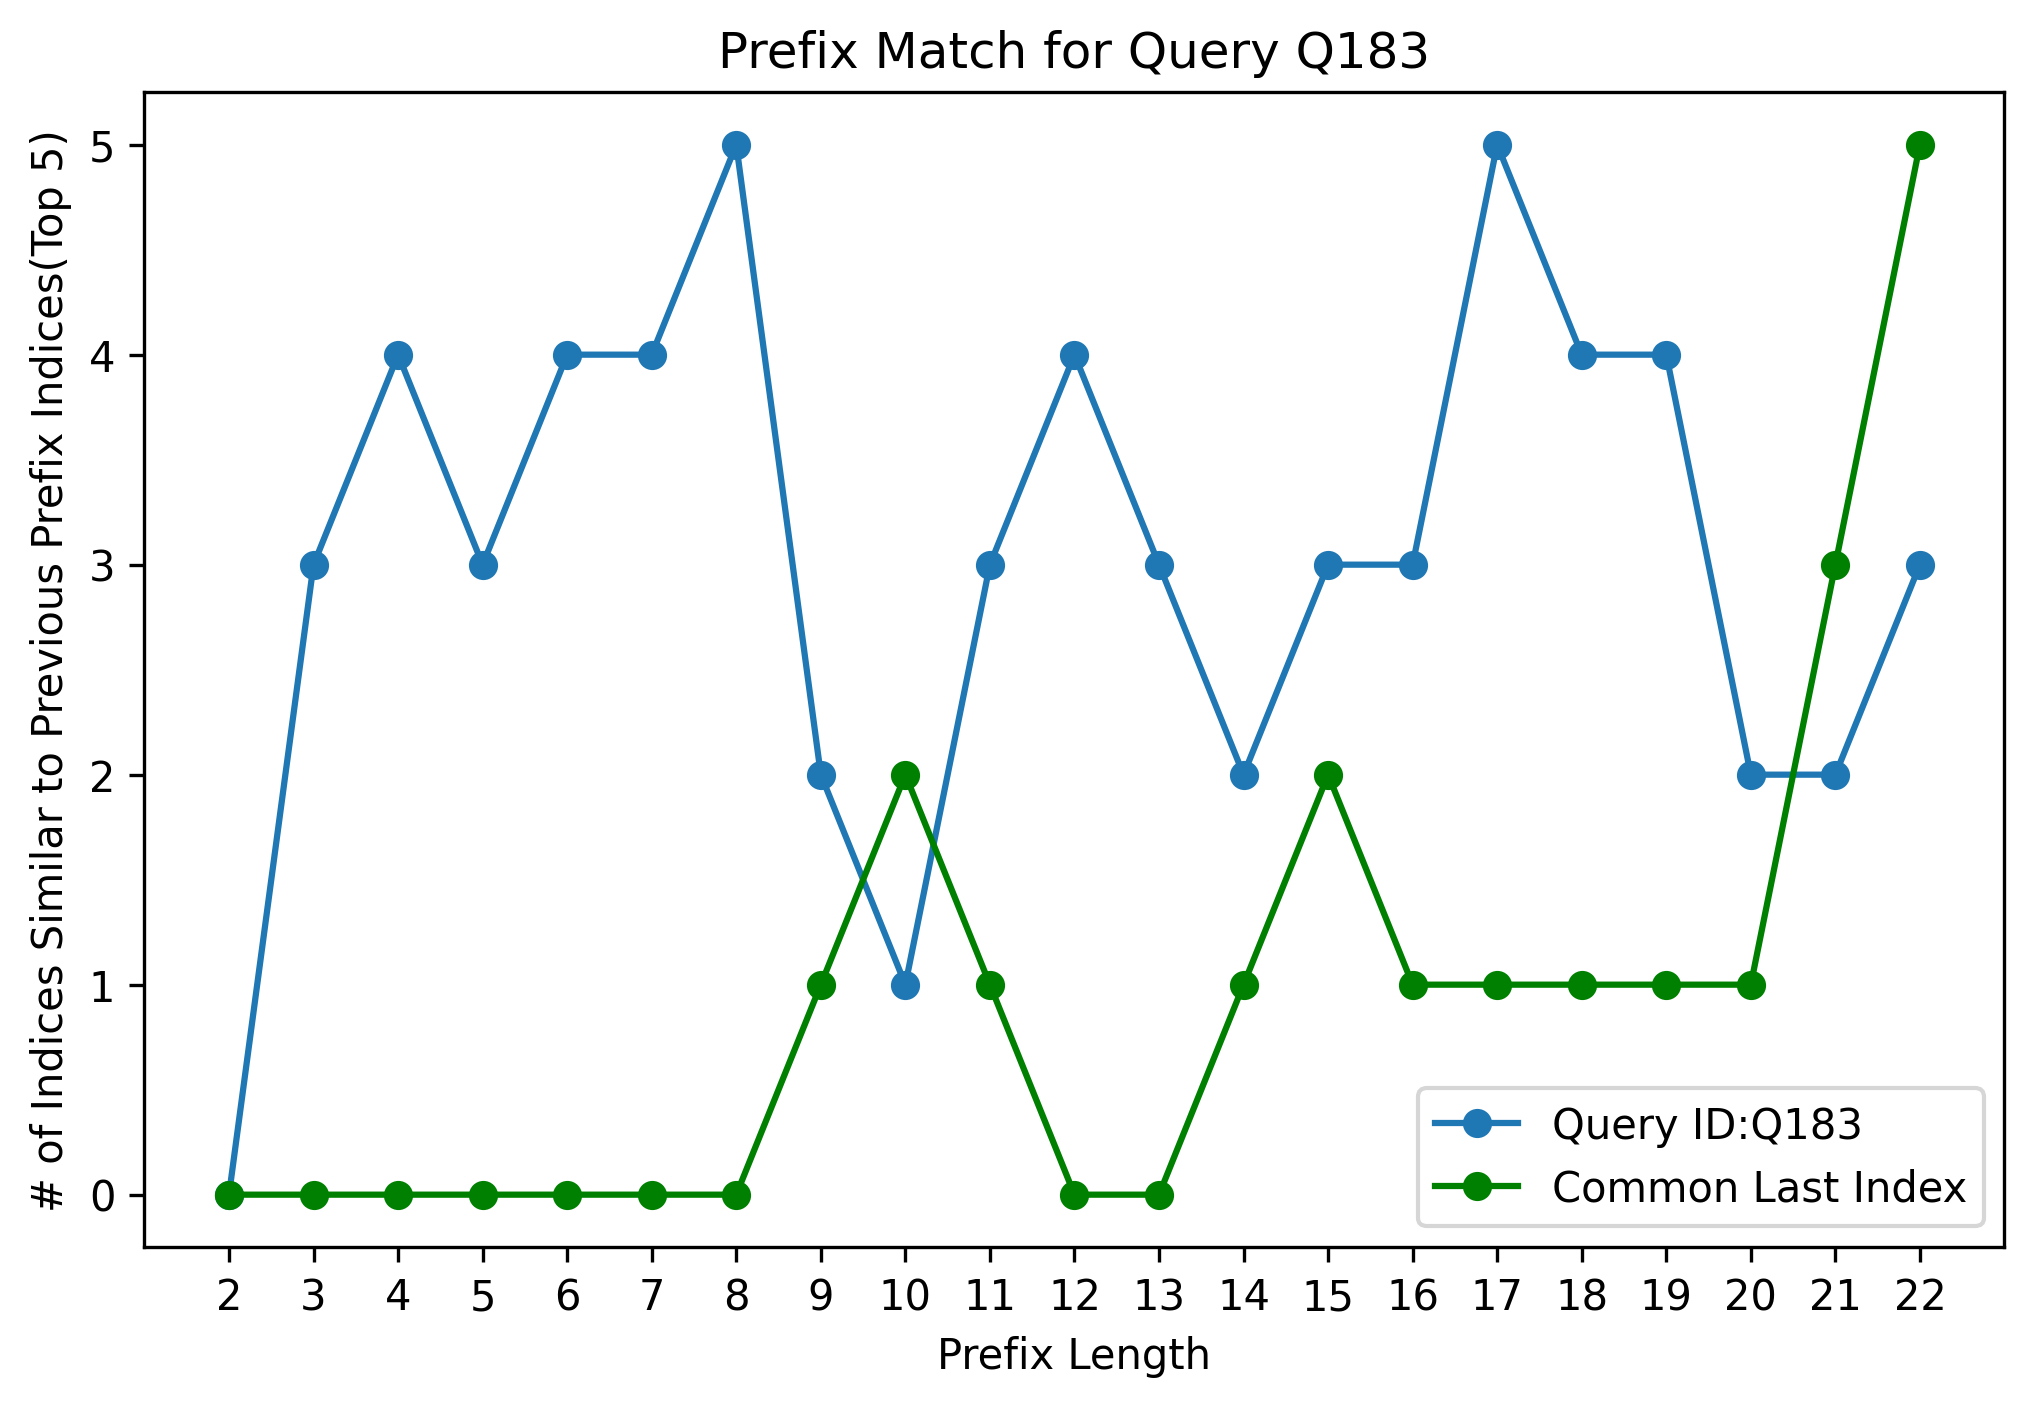 Prefix Match for Query Q183
# of Indices Similar to Previous Prefix Indices(Top 5)
5
4
3
2
1
0
Query ID:Q183
Common Last Index
2 3 4 5 6 7 8 9 10 11 12 13 14 15 16 17 18 19 20 21 22
Prefix Length